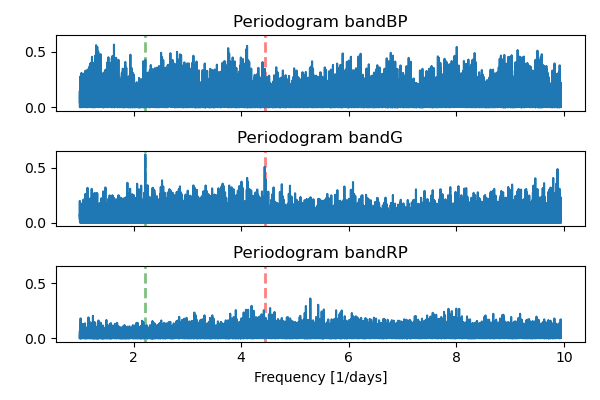 Periodogram bandBP
0.5
0.0
Periodogram bandG
0.5
0.0
Periodogram bandRP
0.5
0.0
2 4 6 8 10
Frequency [1/days]